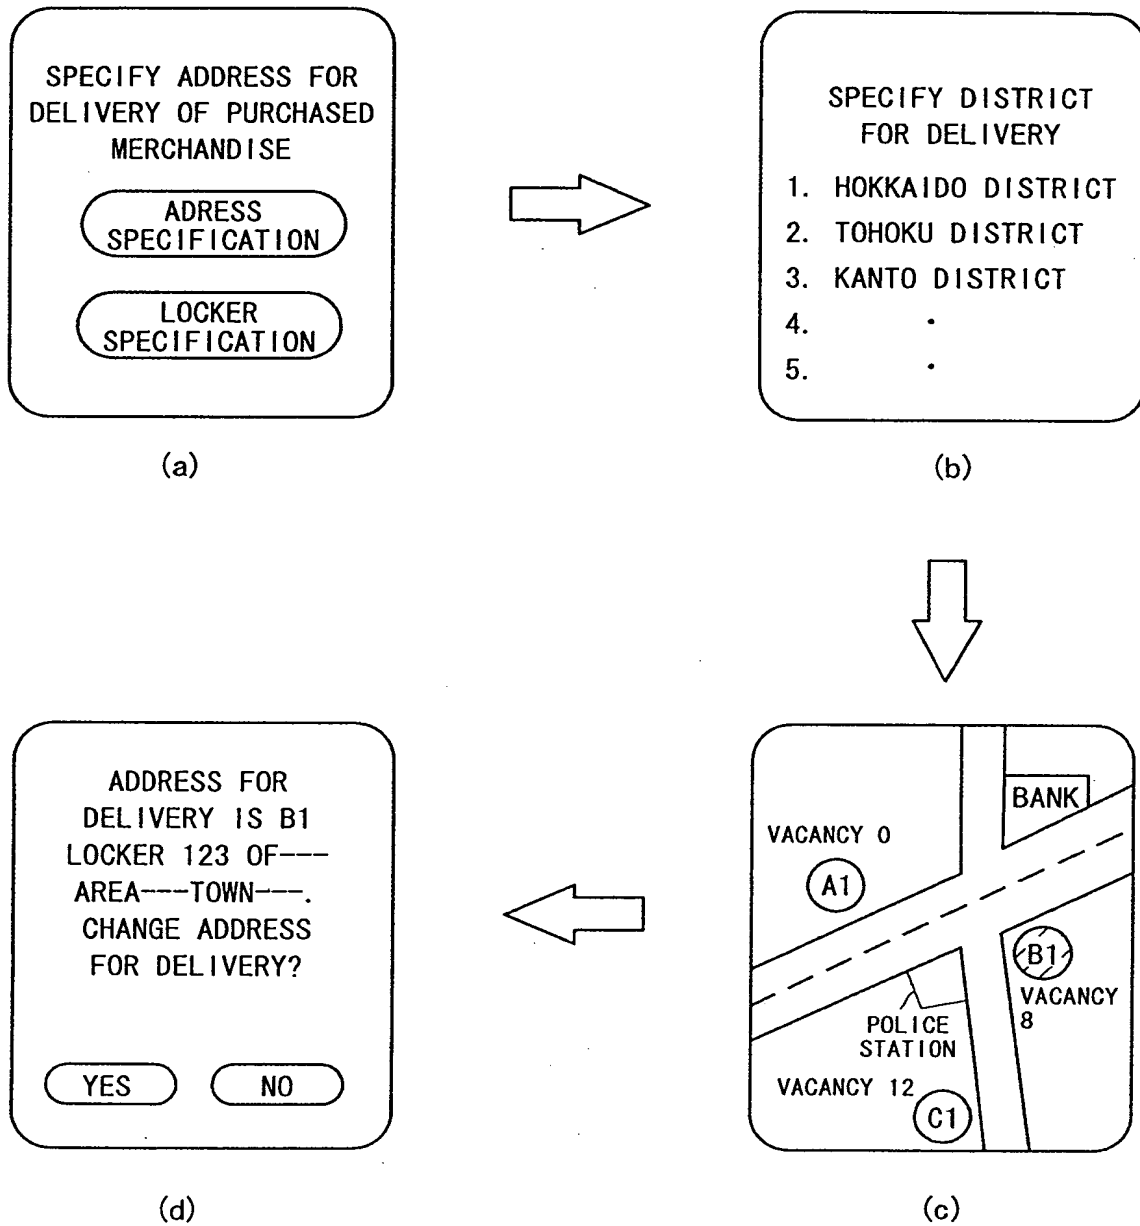 SPECIFY ADDRESS FOR
DELIVERY OF PURCHASED
MERCHANDISE
ADRESS
SPECIFICATION
LOCKER
SPECIFICATION
(a)
SPECIFY DISTRICT
FOR DELIVERY
1. HOKKAIDO DISTRICT
2. TOHOKU DISTRICT
3. KANTO DISTRICT
4. ・
5. ・
(b)
BANK
VACANCY 0
A1
B1
VACANCY
8
POLICE
STATION
VACANCY 12
C1
(c)
ADDRESS FOR
DELIVERY IS B1
LOCKER 123 OF---
AREA---TOWN---.
CHANGE ADDRESS
FOR DELIVERY?
YES
NO
(d)